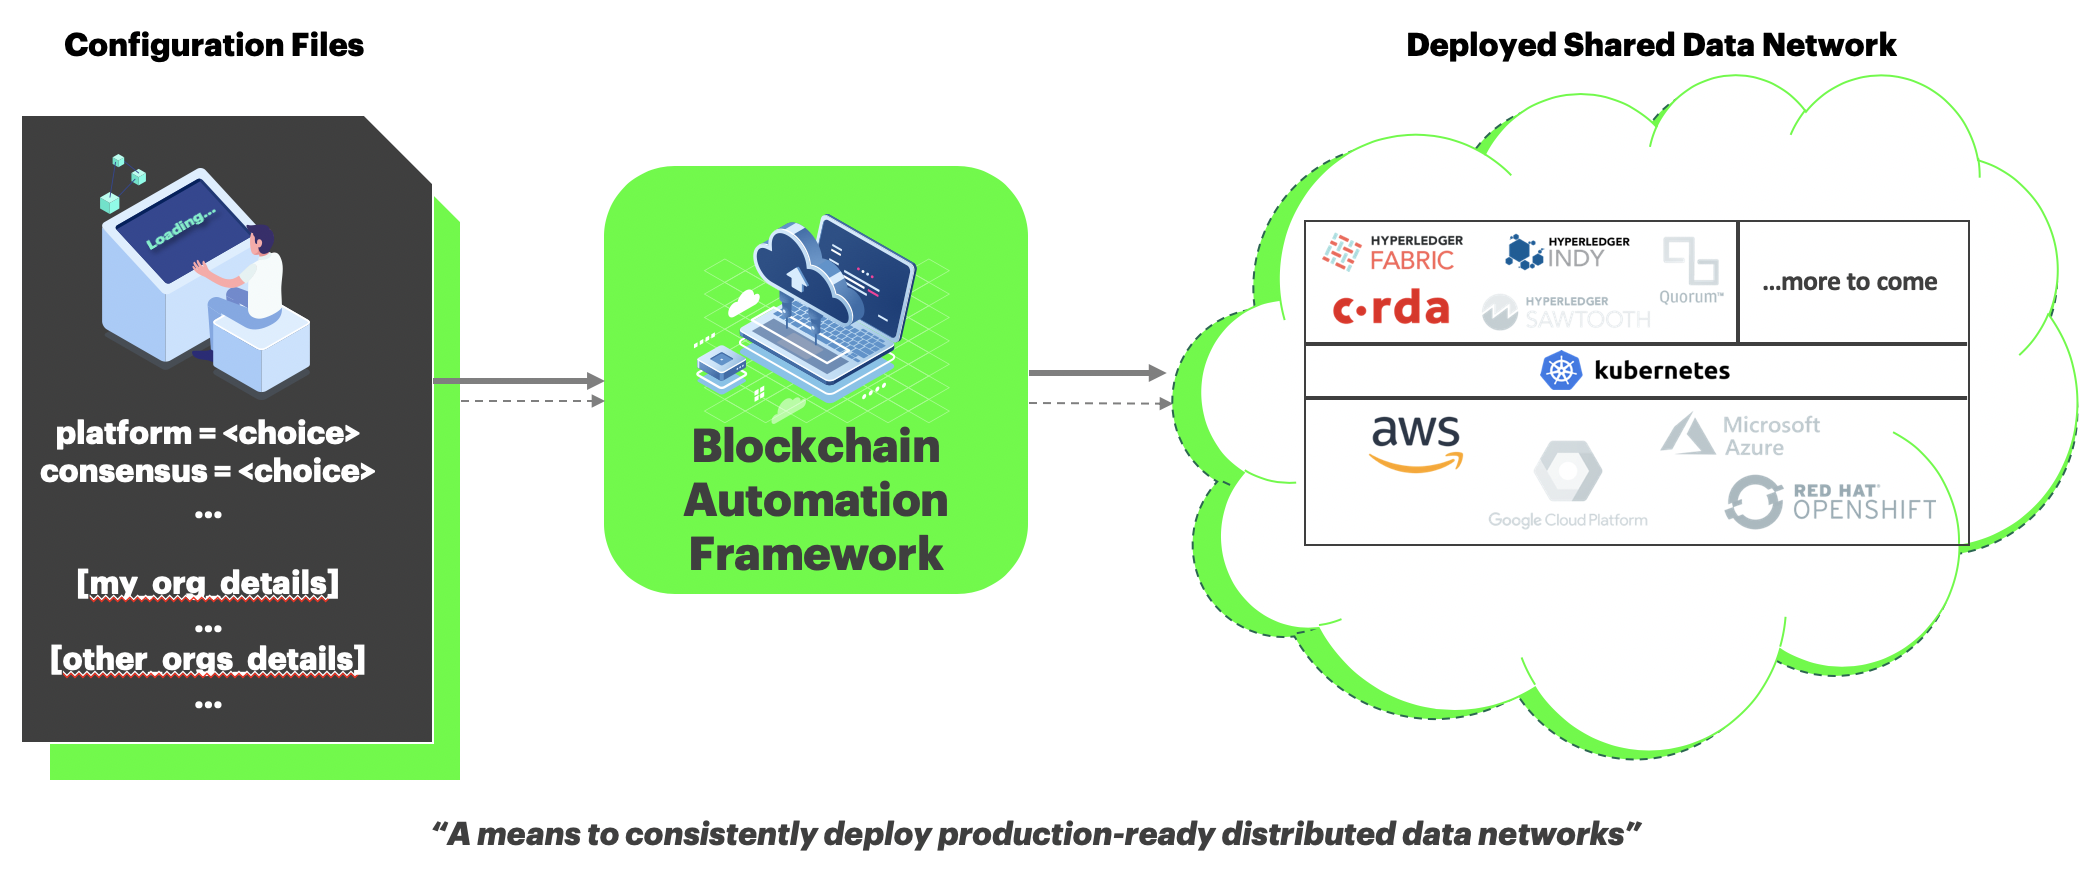 Configuration Files
Deployed Shared Data Network
Loading...
platform = <choice>
consensus = <choice>
...
[my_org_details]
...
[other_orgs_details]
...
Blockchain
Automation
Framework
HYPERLEDGER
FABRIC
HYPERLEDGER
INDY
Quorum™
c·rda
HYPERLEDGER
SAWTOOTH
...more to come
kubernetes
aws
Google Cloud Platform
Microsoft
Azure
RED HAT®
OPENSHIFT
“A means to consistently deploy production-ready distributed data networks”